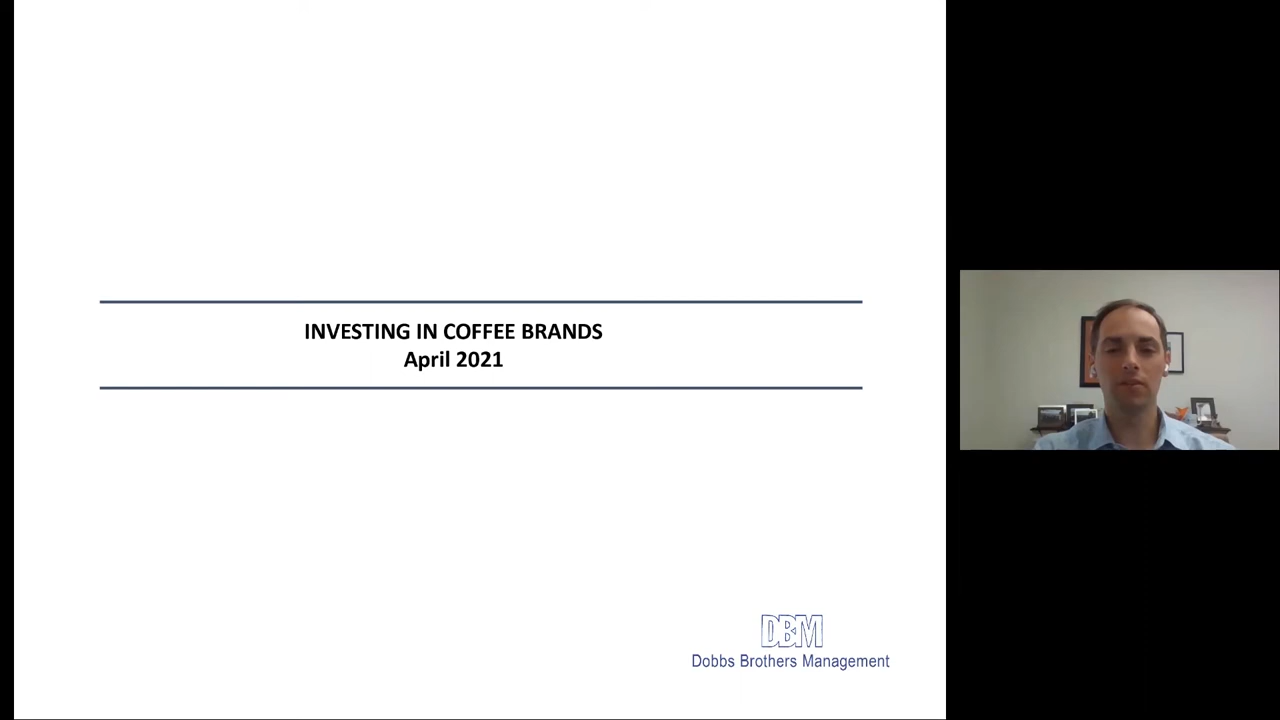 INVESTING IN COFFEE BRANDS
April 2021
DBM
Dobbs Brothers Management